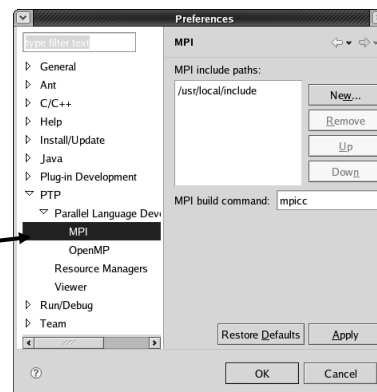 Preferences
type filter text
General
Ant
C/C++
Help
Install/Update
Java
Plug-in Development
PTP
Parallel Language Deve
MPI
OpenMP
Resource Managers
Viewer
Run/Debug
Team
MPI
MPI include paths:
/usr/local/include
New...
Remove
Up
Down
MPI build command: mpicc
Restore Defaults
Apply
OK
Cancel